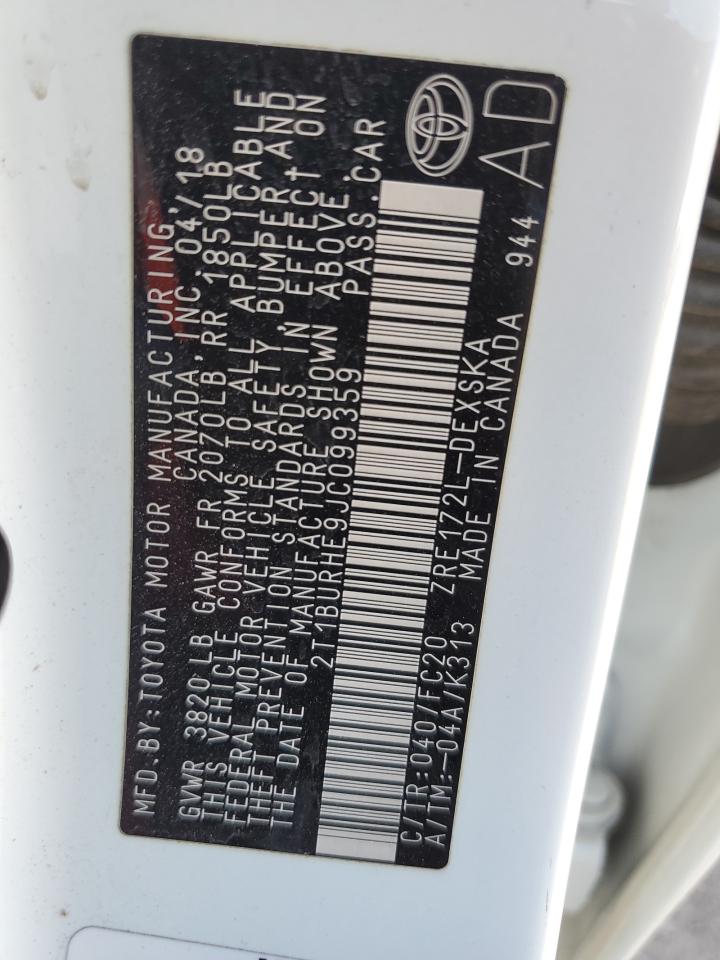 MFD. BY: TOYOTA MOTOR MANUFACTURING
CANADA, INC. 04/18
GVWR 3820 LB GAWR FR 2070LB, RR 1850LB
THIS VEHICLE CONFORMS TO ALL APPLICABLE
FEDERAL MOTOR VEHICLE SAFETY, BUMPER, AND
THEFT PREVENTION STANDARDS IN EFFECT ON
THE DATE OF MANUFACTURE SHOWN ABOVE.
2T1BURHE9JC099359 PASS.CAR
C/TR:040/FC20 ZRE172L-DEXSKA
A/TM:-04A/K313 MADE IN CANADA 944
AD